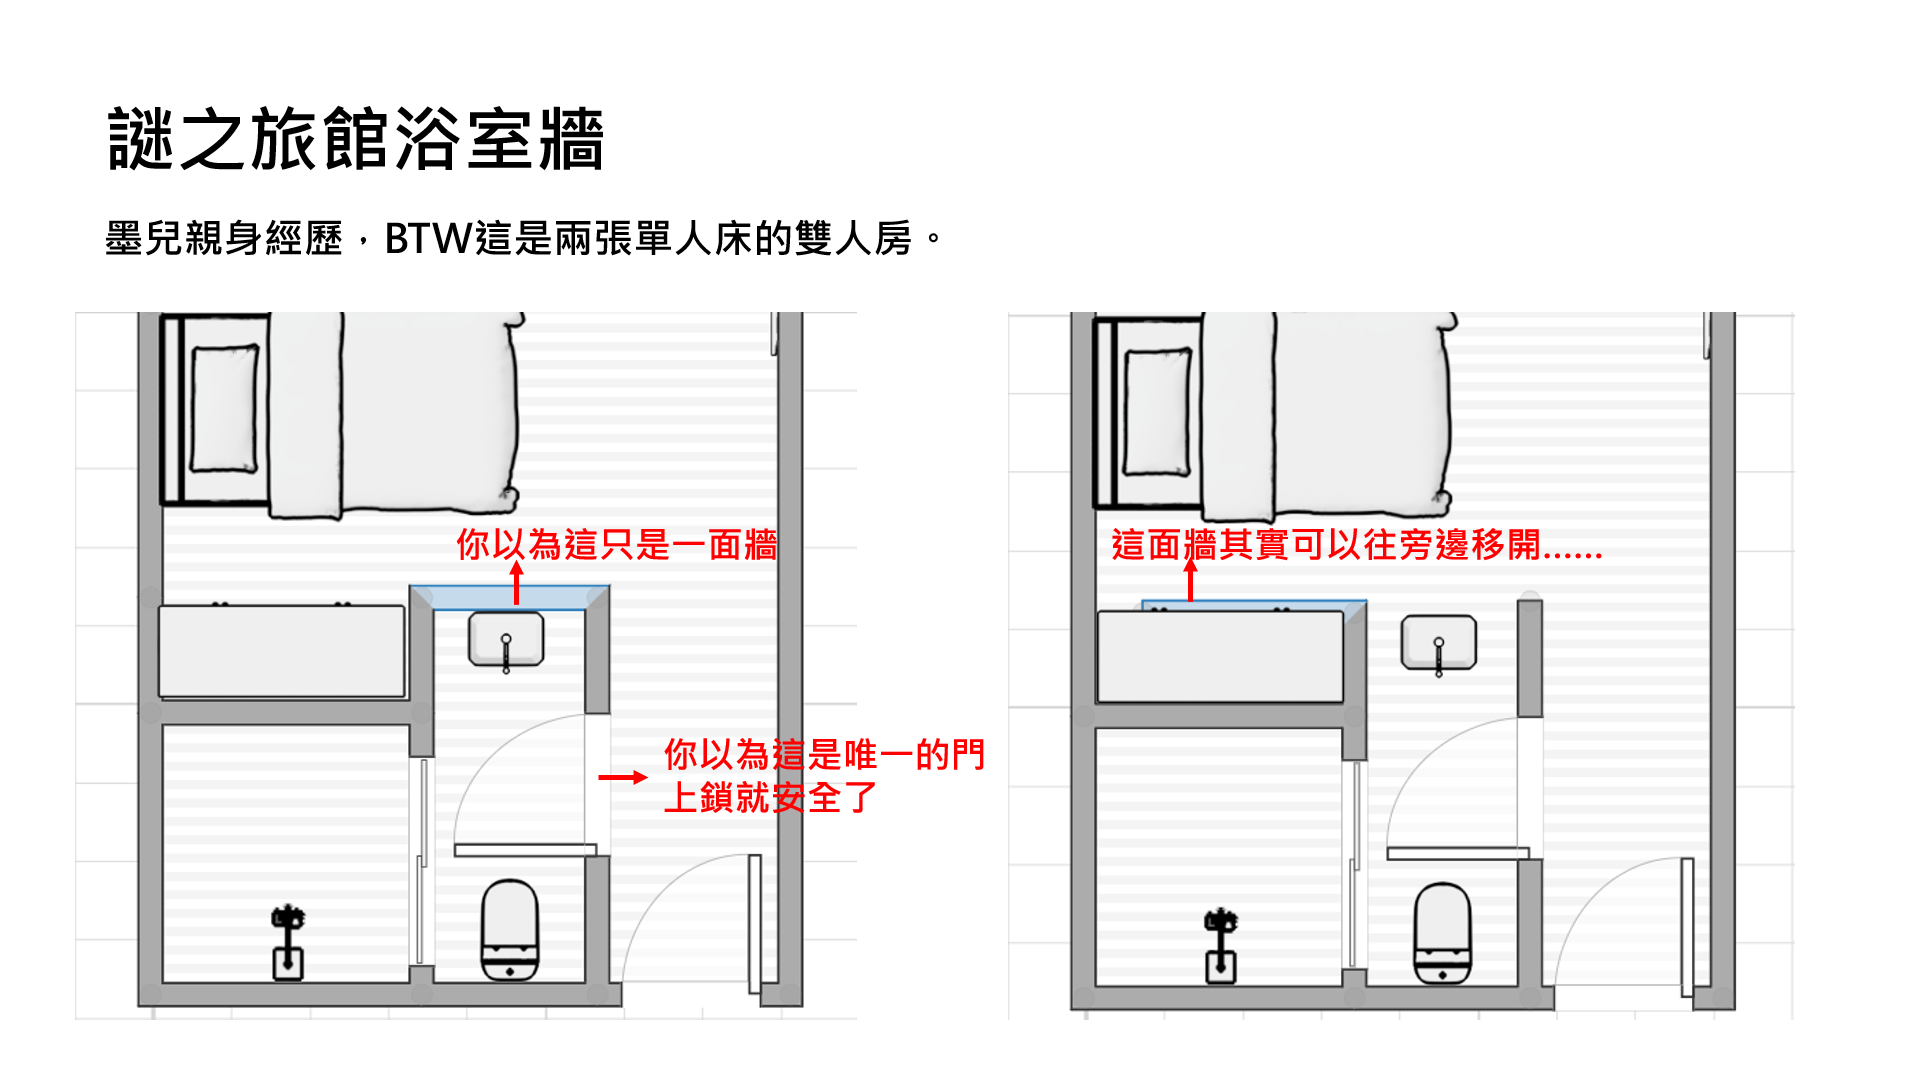 謎之旅館浴室牆
墨兒親身經歷，BTW這是兩張單人床的雙人房。
你以為這只是一面牆
你以為這是唯一的門
上鎖就安全了
這面牆其實可以往旁邊移開......